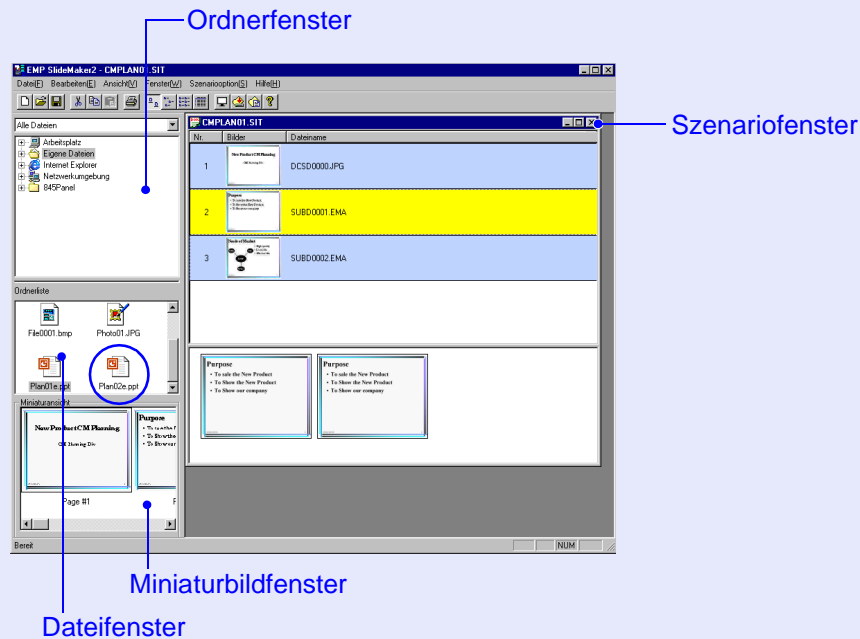 Ordnerfenster
EMP SlideMaker2 - CMPLAN01.SIT
Datei(F) Bearbeiten(E) Ansicht(V) Fenster(W) Szenariooption(S) Hilfe(H)
Alle Dateien
Arbeitsplatz
Eigene Dateien
Internet Explorer
Netzwerkumgebung
845Panel
CMPLAN01.SIT
Nr. Bilder Dateiname
1 New Product CM Planning DCSD0000.JPG
2 Purpose SUBD0001.EMA
3 SUBD0002.EMA
Szenariofenster
Ordnerliste
File0001.bmp Photo01.JPG
Plan01e.ppt Plan02e.ppt
Purpose
• To sale the New Product
• To Show the New Product
• To Show our company
Purpose
• To sale the New Product
• To Show the New Product
• To Show our company
Miniaturansicht
New Product CM Planning
CM Planning Div
Purpose
Page #1
Bereit
NUM
Miniaturbildfenster
Dateifenster